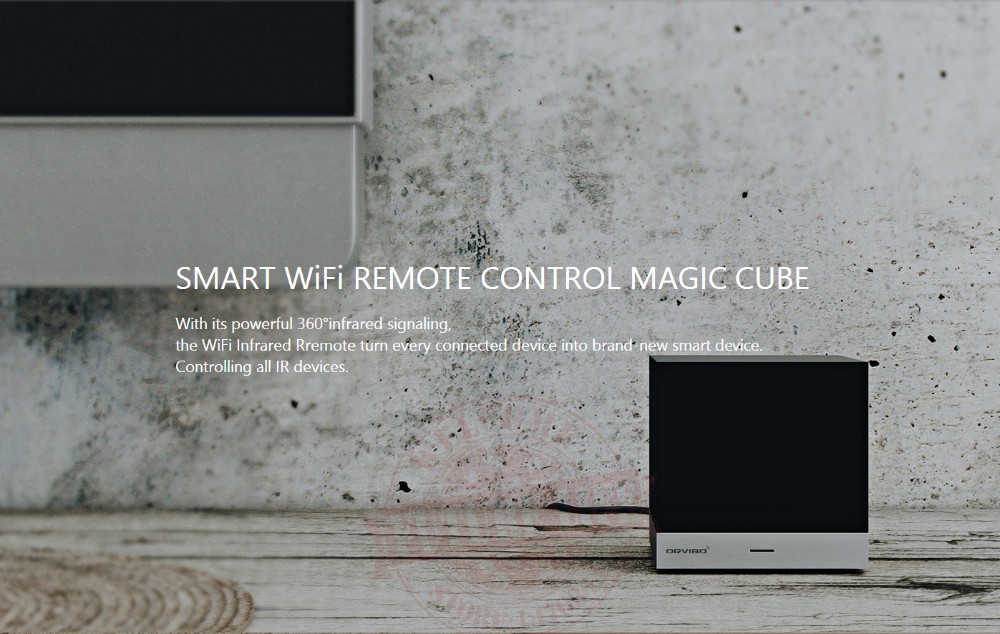 SMART WiFi REMOTE CONTROL MAGIC CUBE
With its powerful 360°infrared signaling,
the WiFi Infrared Rremote turn every connected device into brand new smart device.
Controlling all IR devices.
ORVIBO